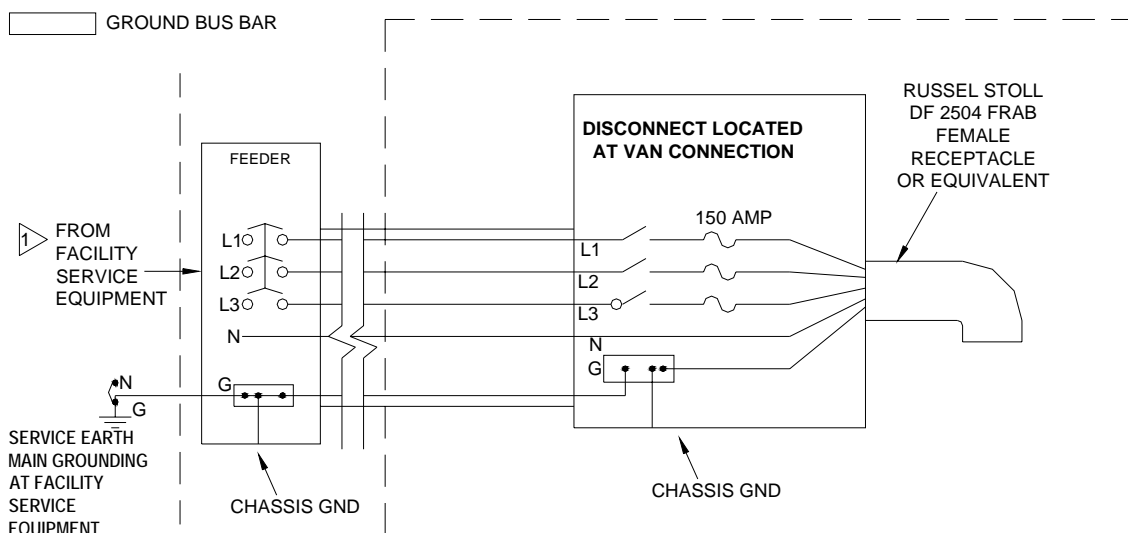 GROUND BUS BAR
RUSSEL STOLL
DF 2504 FRAB
FEMALE
RECEPTACLE
OR EQUIVALENT
DISCONNECT LOCATED
AT VAN CONNECTION
FEEDER
150 AMP
1
FROM
FACILITY
SERVICE
EQUIPMENT
L1
L2
L3
N
G
L1
L2
L3
N
G
N
G
SERVICE EARTH
MAIN GROUNDING
AT FACILITY
SERVICE
EQUIPMENT
CHASSIS GND
CHASSIS GND